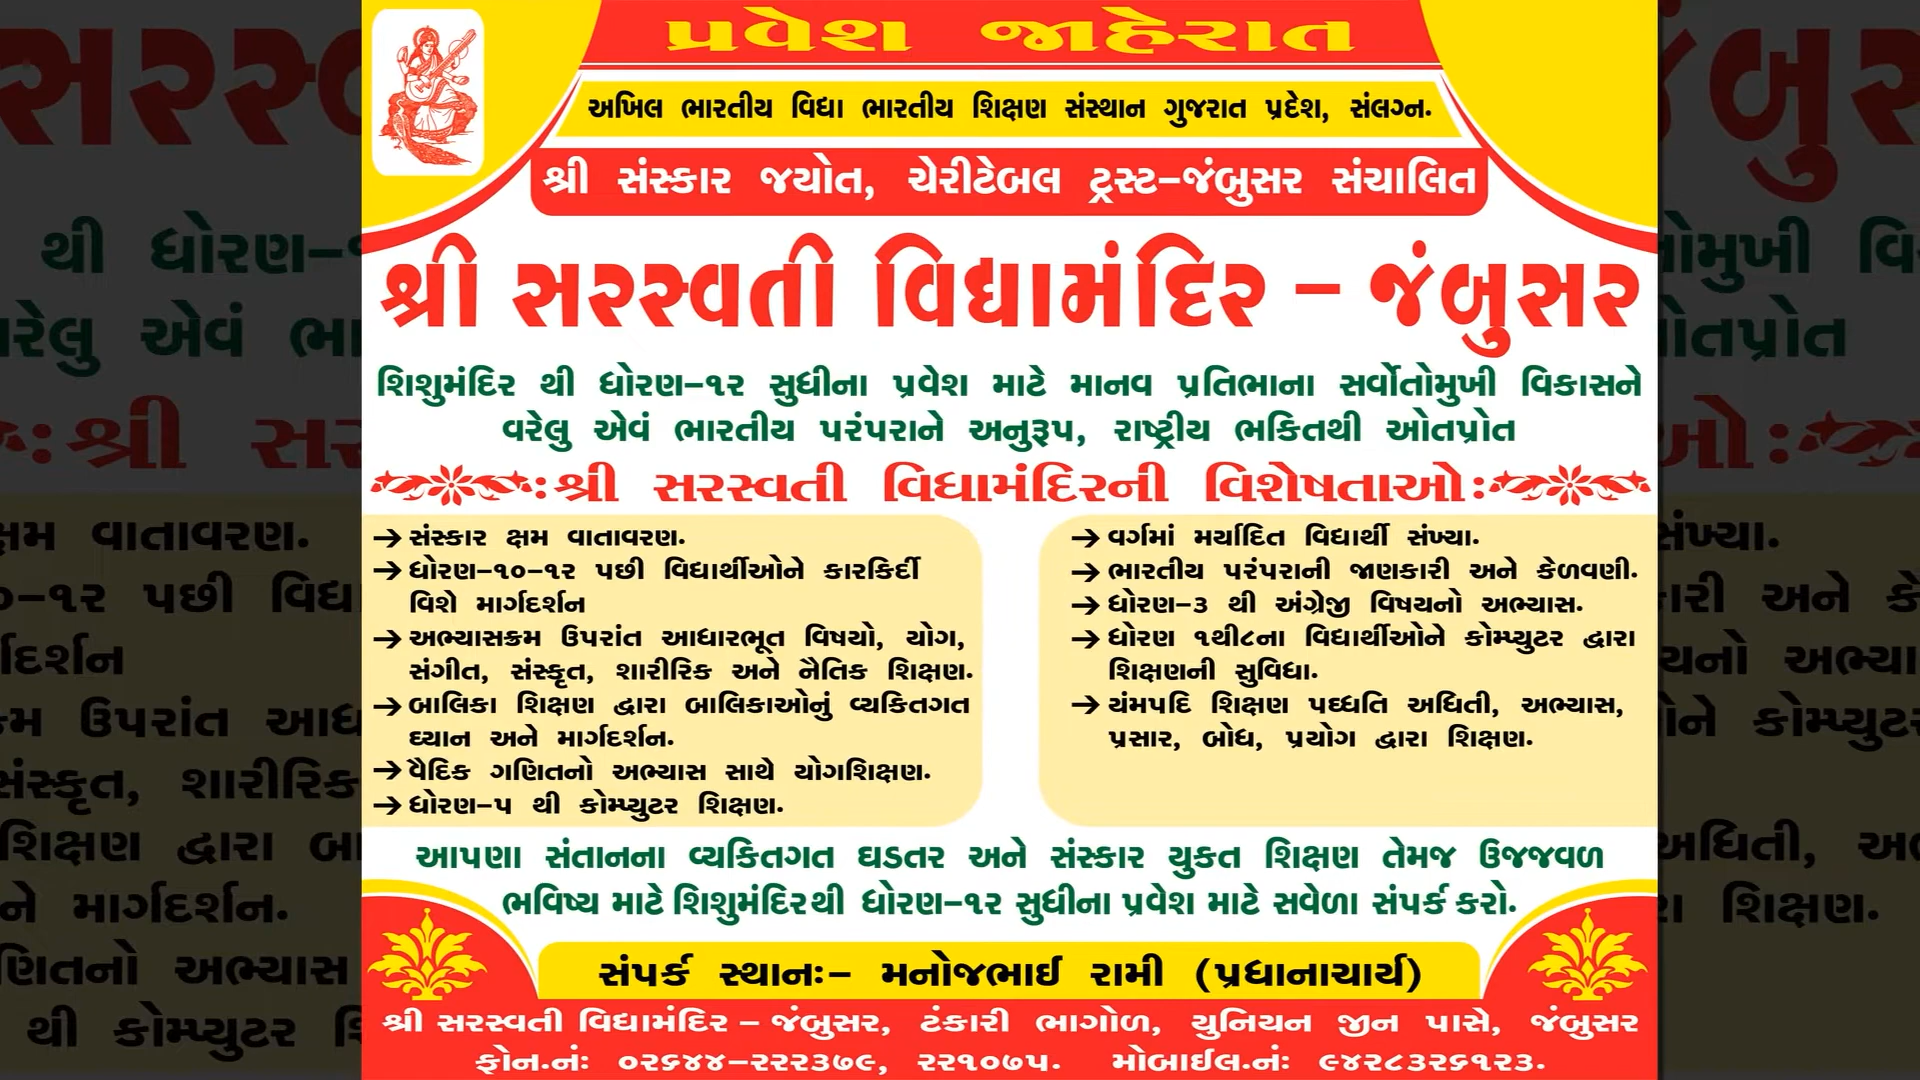 પ્રવેશ જાહેરાત
અખિલ ભારતીય વિદ્યા ભારતીય શિક્ષણ સંસ્થાન ગુજરાત પ્રદેશ, સંલગ્ન.
શ્રી સંસ્કાર જયોત, ચેરીટેબલ ટ્રસ્ટ–જંબુસર સંચાલિત
શ્રી સરસ્વતી વિદ્યામંદિર – જંબુસર
શિશુમંદિર થી ધોરણ–૧૨ સુધીના પ્રવેશ માટે માનવ પ્રતિભાના સર્વોતોમુખી વિકાસને
વરેલુ એવં ભારતીય પરંપરાને અનુરૂપ, રાષ્ટ્રીય ભકિતથી ઓતપ્રોત
:શ્રી સરસ્વતી વિદ્યામંદિરની વિશેષતાઓ:
→ સંસ્કાર ક્ષમ વાતાવરણ.
→ ધોરણ–૧૦–૧૨ પછી વિદ્યાર્થીઓને કારકિર્દી
વિશે માર્ગદર્શન
→ અભ્યાસક્રમ ઉપરાંત આધારભૂત વિષયો, યોગ,
સંગીત, સંસ્કૃત, શારીરિક અને નૈતિક શિક્ષણ.
→ બાલિકા શિક્ષણ દ્વારા બાલિકાઓનું વ્યકિતગત
ધ્યાન અને માર્ગદર્શન.
→ વૈદિક ગણિતનો અભ્યાસ સાથે યોગશિક્ષણ.
→ ધોરણ–૫ થી કોમ્પ્યુટર શિક્ષણ.
→ વર્ગમાં મર્યાદિત વિદ્યાર્થી સંખ્યા.
→ ભારતીય પરંપરાની જાણકારી અને કેળવણી.
→ ધોરણ–૩ થી અંગ્રેજી વિષયનો અભ્યાસ.
→ ધોરણ ૧થી૮ના વિદ્યાર્થીઓને કોમ્પ્યુટર દ્વારા
શિક્ષણની સુવિધા.
→ પંચમપદિ શિક્ષણ પધ્ધતિ અધિતી, અભ્યાસ,
પ્રસાર, બોધ, પ્રયોગ દ્વારા શિક્ષણ.
આપણા સંતાનના વ્યકિતગત ઘડતર અને સંસ્કાર યુકત શિક્ષણ તેમજ ઉજજવળ
ભવિષ્ય માટે શિશુમંદિરથી ધોરણ–૧૨ સુધીના પ્રવેશ માટે સવેળા સંપર્ક કરો.
સંપર્ક સ્થાનઃ– મનોજભાઈ રામી (પ્રધાનાચાર્ય)
શ્રી સરસ્વતી વિદ્યામંદિર – જંબુસર, ટંકારી ભાગોળ, યુનિયન જીન પાસે, જંબુસર
ફોન.નંઃ ૦૨૬૪૪–૨૨૨૩૭૯, ૨૨૧૦૭૫. મોબાઈલ.નંઃ ૯૪૨૮૩૨૬૧૨૩.